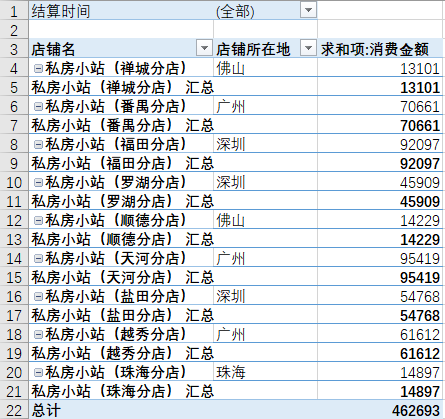 1 结算时间 (全部)
2
3 店铺名 店铺所在地 求和项:消费金额
4 私房小站（禅城分店） 佛山 13101
5 私房小站（禅城分店） 汇总 13101
6 私房小站（番禺分店） 广州 70661
7 私房小站（番禺分店） 汇总 70661
8 私房小站（福田分店） 深圳 92097
9 私房小站（福田分店） 汇总 92097
10 私房小站（罗湖分店） 深圳 45909
11 私房小站（罗湖分店） 汇总 45909
12 私房小站（顺德分店） 佛山 14229
13 私房小站（顺德分店） 汇总 14229
14 私房小站（天河分店） 广州 95419
15 私房小站（天河分店） 汇总 95419
16 私房小站（盐田分店） 深圳 54768
17 私房小站（盐田分店） 汇总 54768
18 私房小站（越秀分店） 广州 61612
19 私房小站（越秀分店） 汇总 61612
20 私房小站（珠海分店） 珠海 14897
21 私房小站（珠海分店） 汇总 14897
22 总计 462693